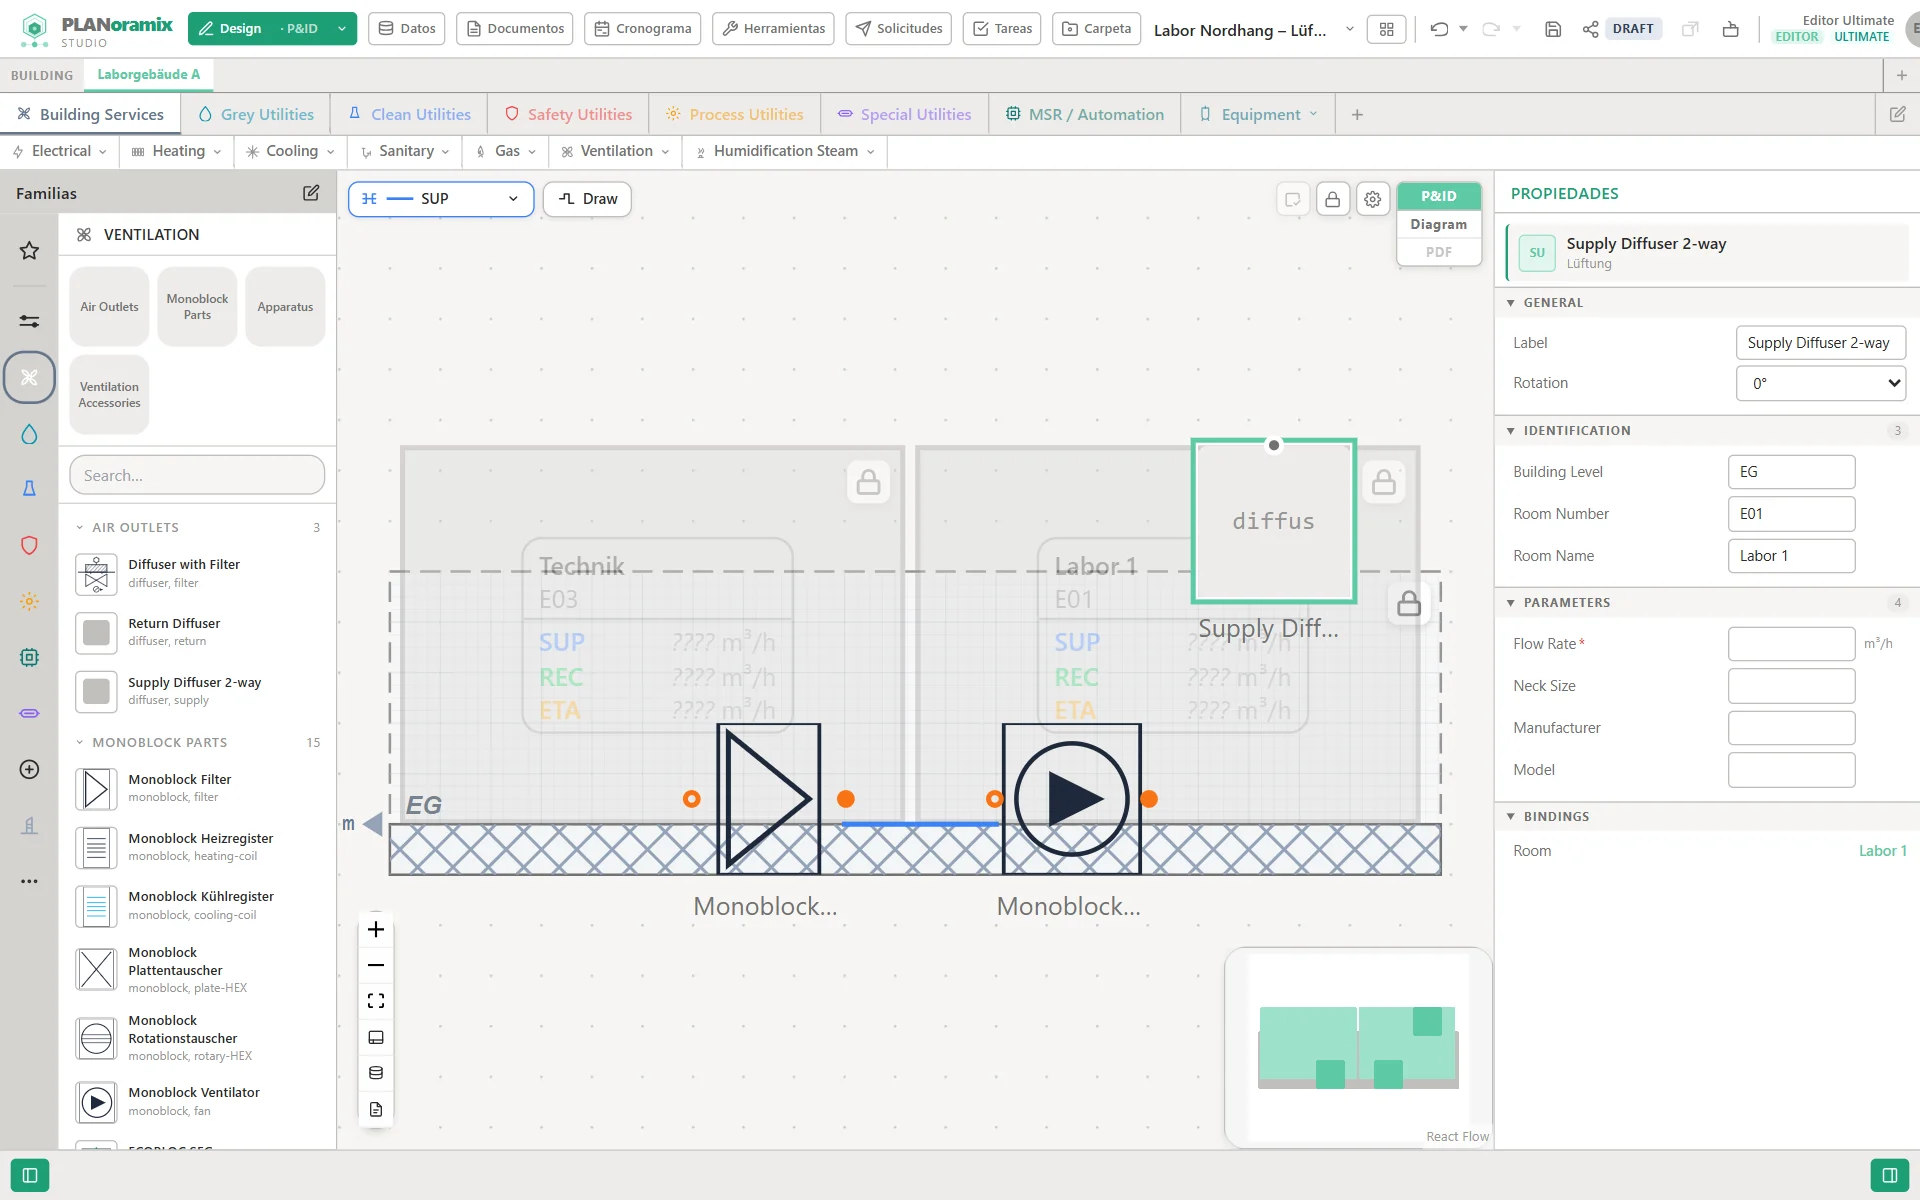 PLANoramix
STUDIO
Design · P&ID
Datos
Documentos
Cronograma
Herramientas
Solicitudes
Tareas
Carpeta
Labor Nordhang – Lüf...
DRAFT
Editor Ultimate
EDITOR ULTIMATE
BUILDING
Laborgebäude A
Building Services
Grey Utilities
Clean Utilities
Safety Utilities
Process Utilities
Special Utilities
MSR / Automation
Equipment
Electrical
Heating
Cooling
Sanitary
Gas
Ventilation
Humidification Steam
Familias
VENTILATION
Air Outlets
Monoblock
Parts
Apparatus
Ventilation
Accessories
Search...
AIR OUTLETS 3
Diffuser with Filter
diffuser, filter
Return Diffuser
diffuser, return
Supply Diffuser 2-way
diffuser, supply
MONOBLOCK PARTS 15
Monoblock Filter
monoblock, filter
Monoblock Heizregister
monoblock, heating-coil
Monoblock Kühlregister
monoblock, cooling-coil
Monoblock
Plattentauscher
monoblock, plate-HEX
Monoblock
Rotationstauscher
monoblock, rotary-HEX
Monoblock Ventilator
monoblock, fan
SUP
Draw
P&ID
Diagram
PDF
Technik
E03
SUP ???? m³/h
REC ???? m³/h
ETA ???? m³/h
Labor 1
E01
SUP ???? m³/h
REC ???? m³/h
ETA ???? m³/h
diffus
Supply Diff...
EG
m
Monoblock...
Monoblock...
React Flow
PROPIEDADES
SU
Supply Diffuser 2-way
Lüftung
GENERAL
Label Supply Diffuser 2-way
Rotation 0°
IDENTIFICATION 3
Building Level EG
Room Number E01
Room Name Labor 1
PARAMETERS 4
Flow Rate* m³/h
Neck Size
Manufacturer
Model
BINDINGS
Room Labor 1